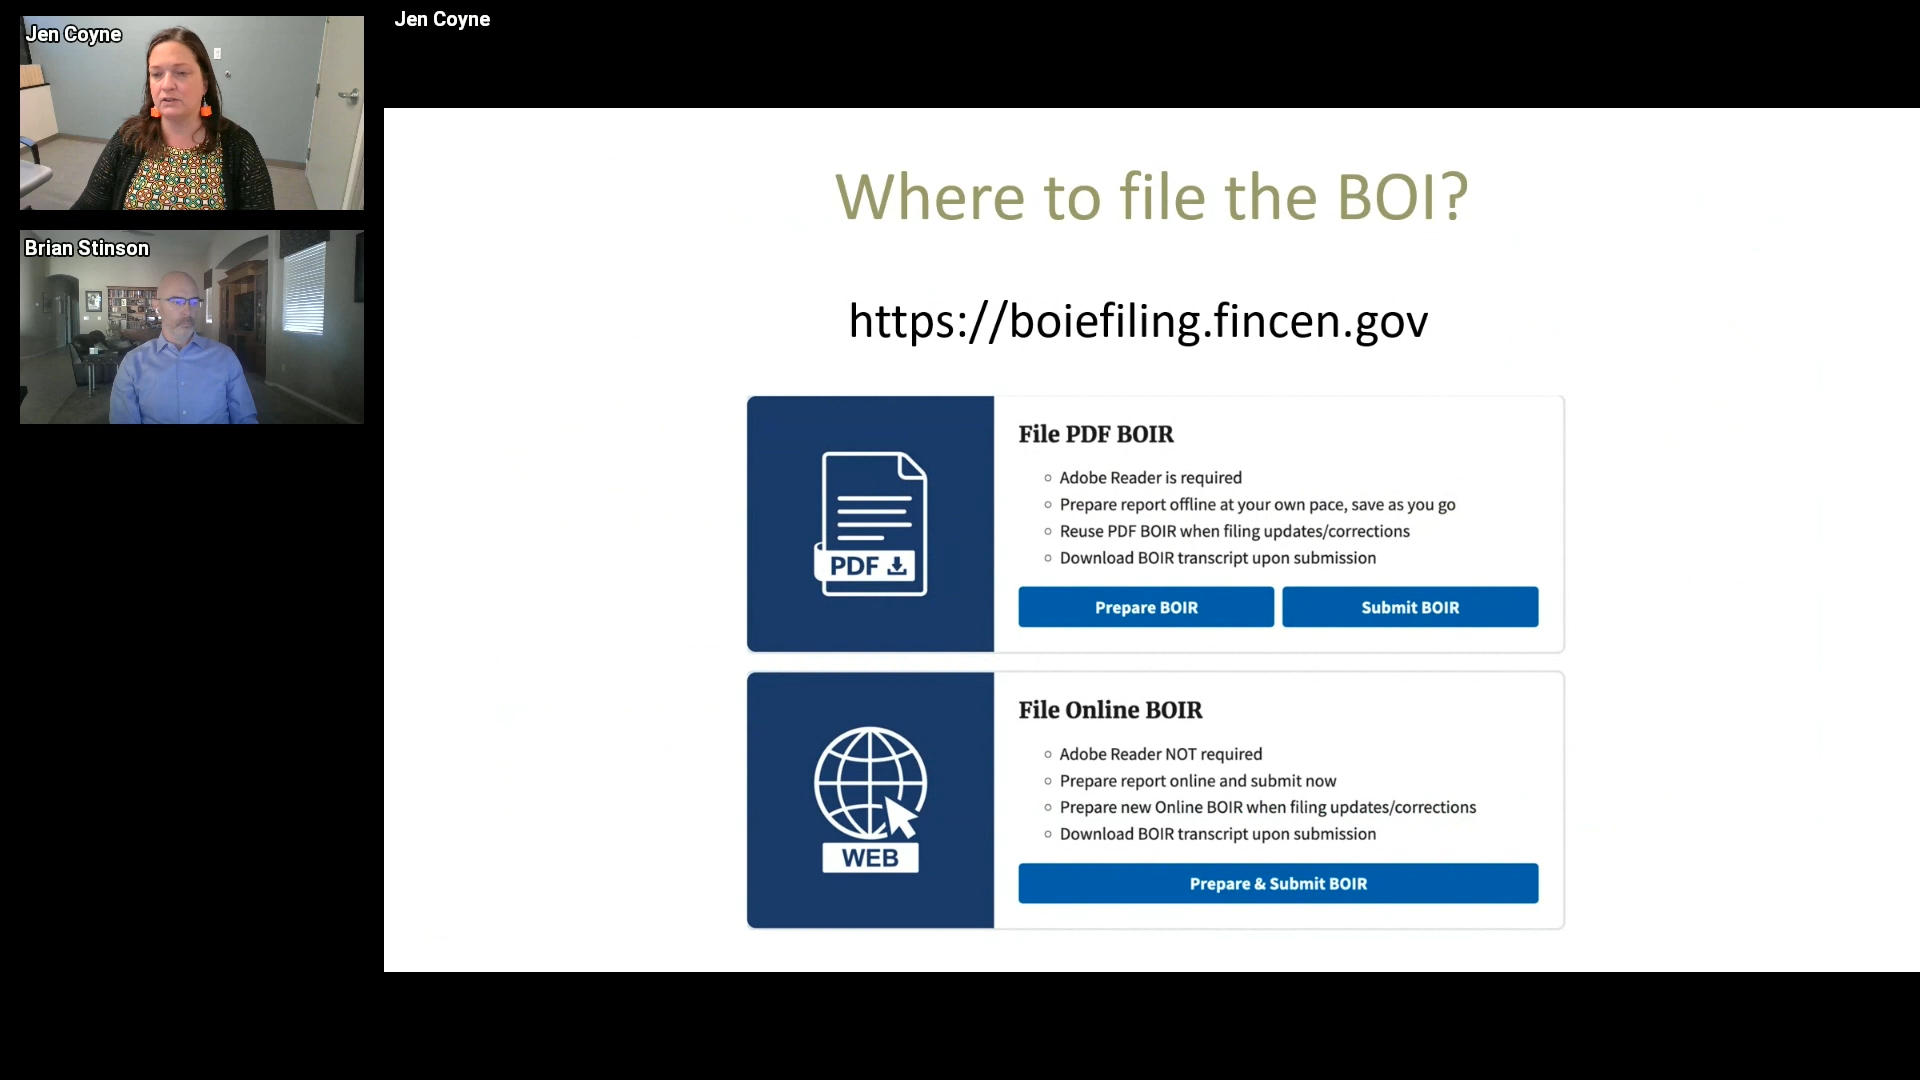 Jen Coyne
Jen Coyne
Brian Stinson
Where to file the BOI?
https://boiefiling.fincen.gov
File PDF BOIR
Adobe Reader is required
Prepare report offline at your own pace, save as you go
Reuse PDF BOIR when filing updates/corrections
Download BOIR transcript upon submission
PDF
Prepare BOIR
Submit BOIR
File Online BOIR
Adobe Reader NOT required
Prepare report online and submit now
Prepare new Online BOIR when filing updates/corrections
Download BOIR transcript upon submission
WEB
Prepare & Submit BOIR